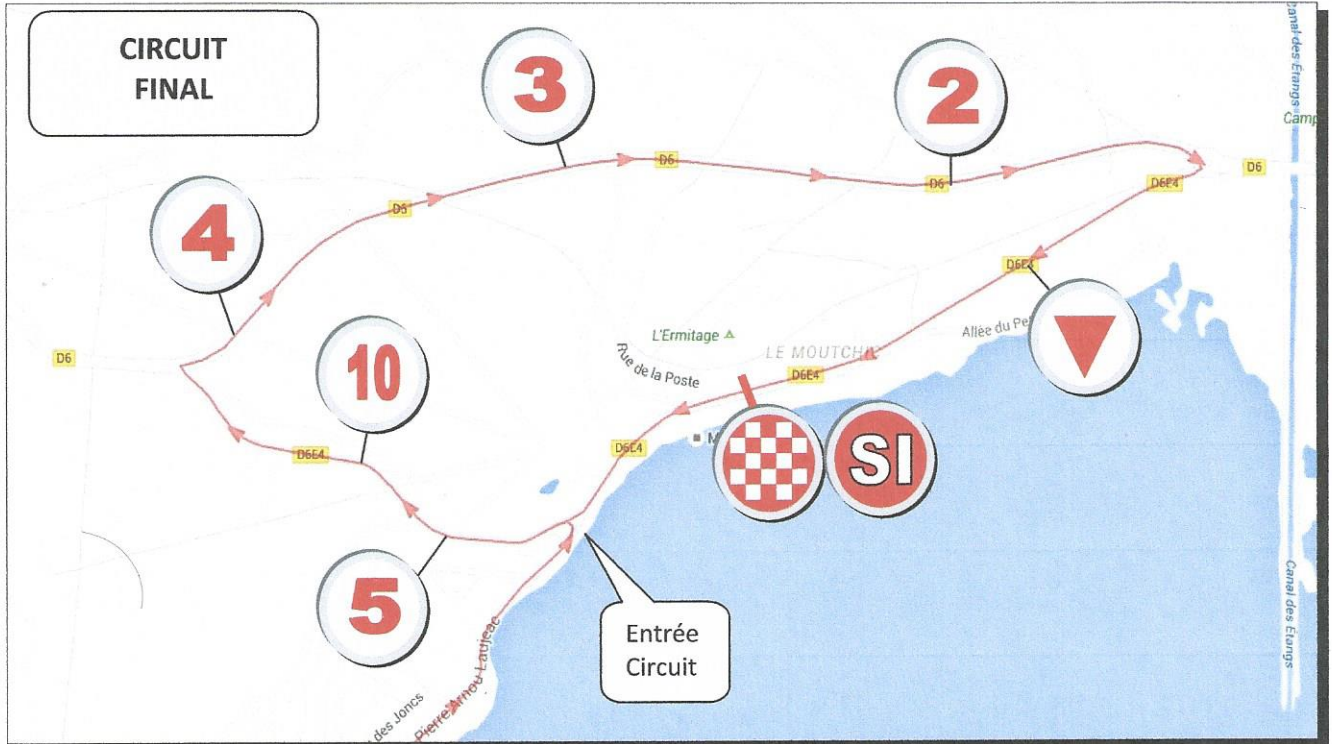 CIRCUIT
FINAL
3
2
Canal des Étangs
Camp
D6
D6
D6
D6E4
D6
4
D6E4
Allée du Pe
10
L'Ermitage
LE MOUTCHIC
Rue de la Poste
D6E4
D6
M
SI
D6E4
D6E4
5
Entrée
Circuit
Canal des Étangs
des Joncs
Pierre Arnou Laujeac